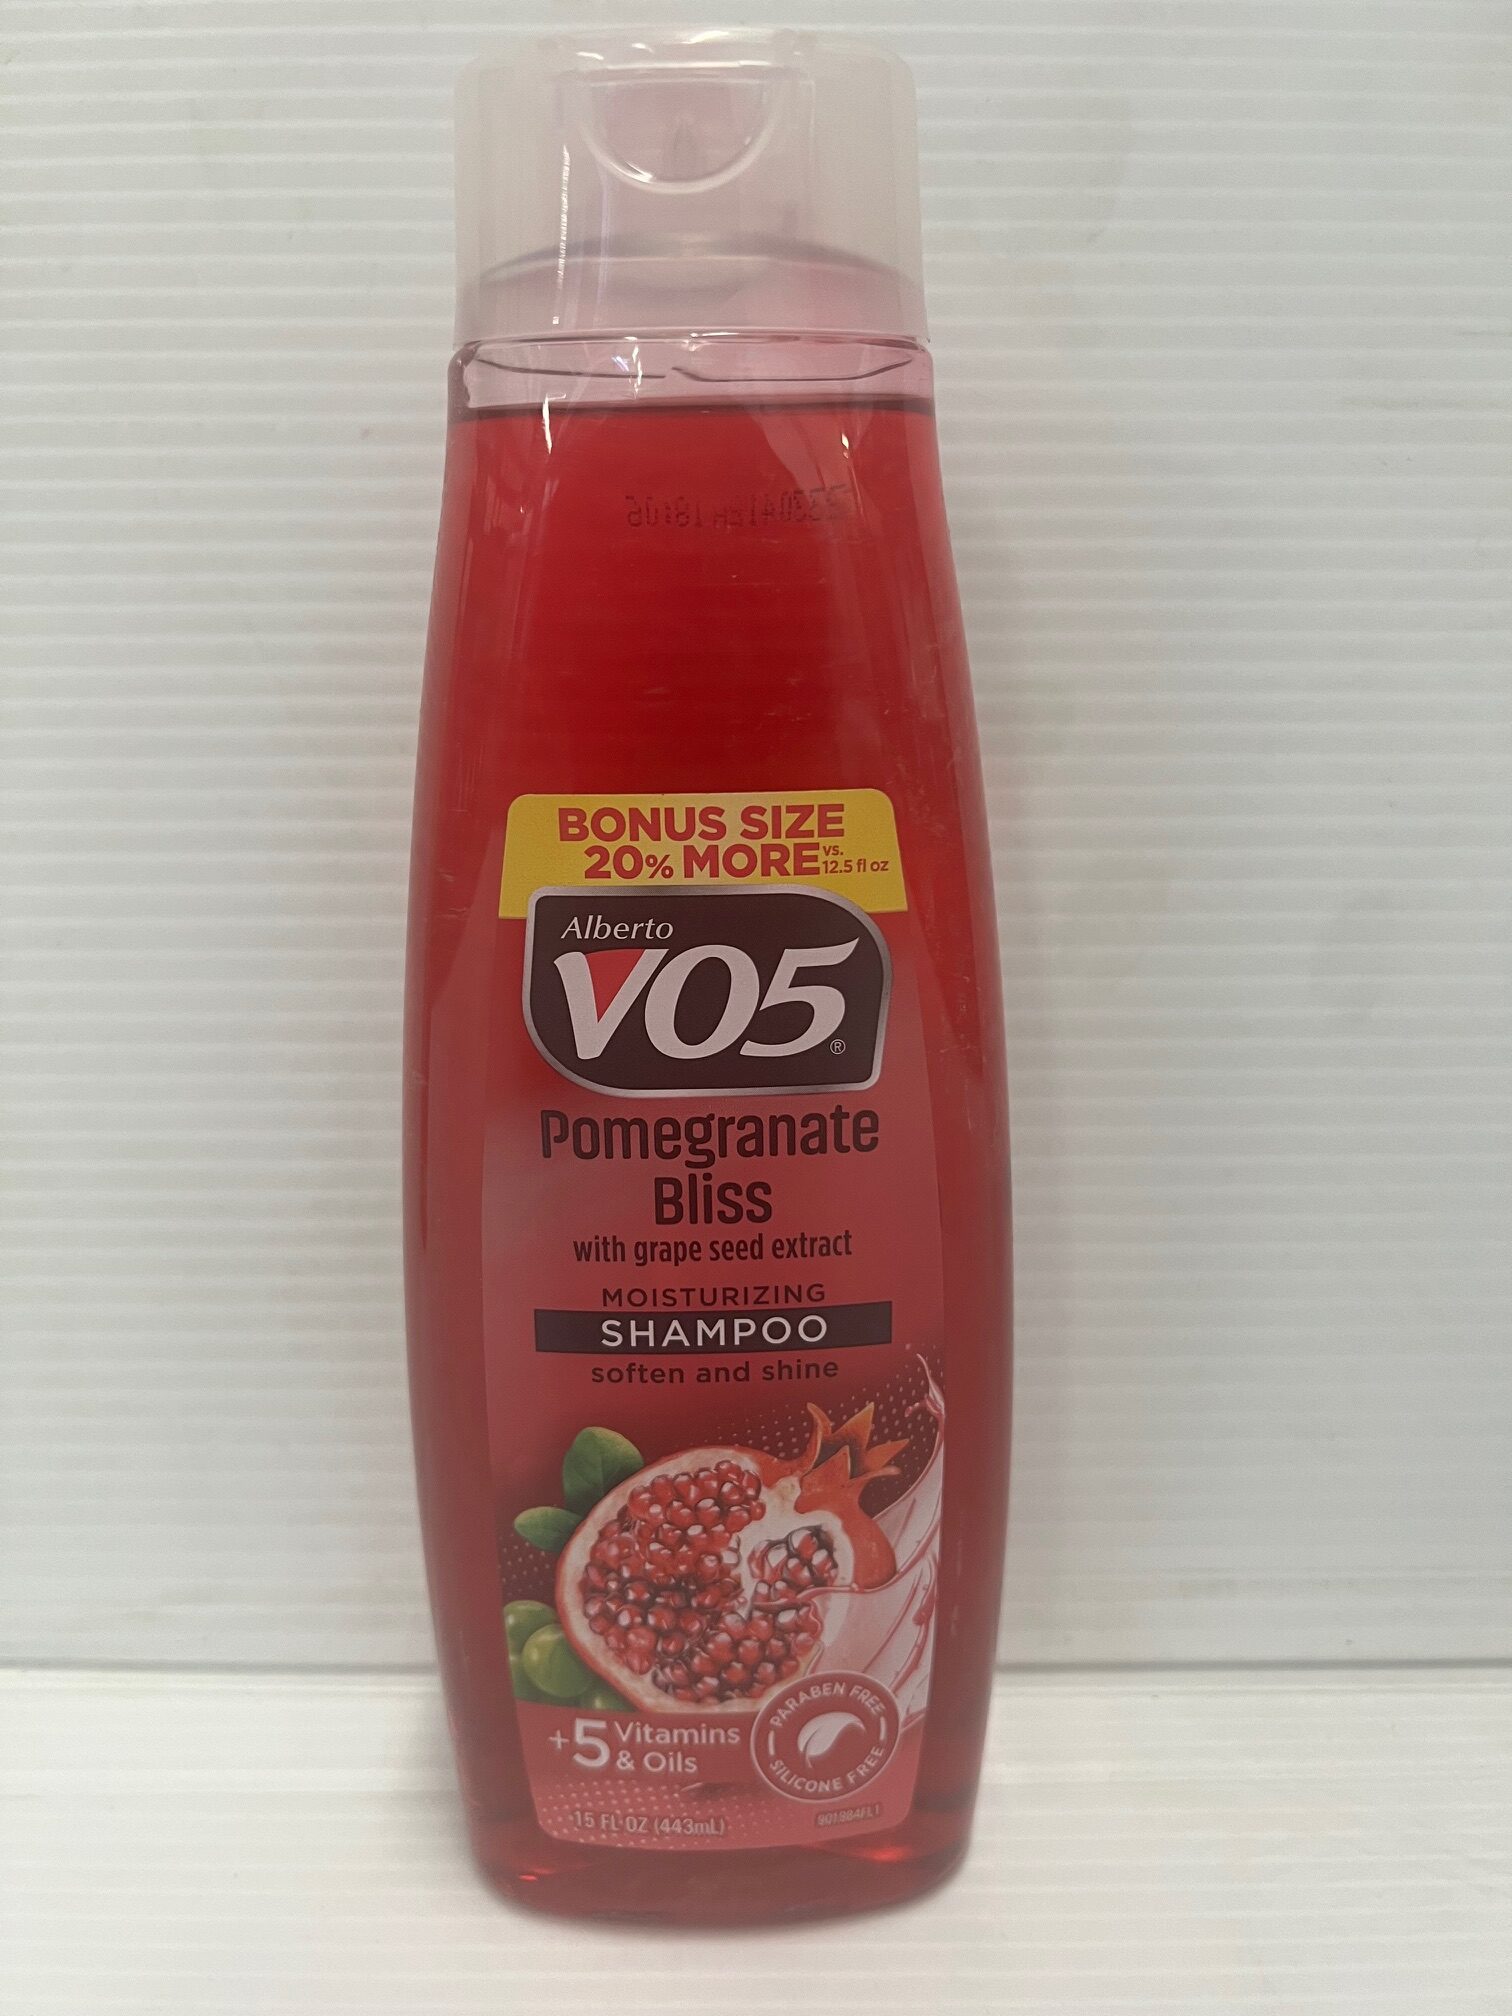 BONUS SIZE
20% MORE vs. 12.5 fl oz
Alberto
VO5®
Pomegranate
Bliss
with grape seed extract
MOISTURIZING
SHAMPOO
soften and shine
PARABEN FREE
SILICONE FREE
+5 Vitamins
& Oils
15 FL OZ (443mL)
901984FL1